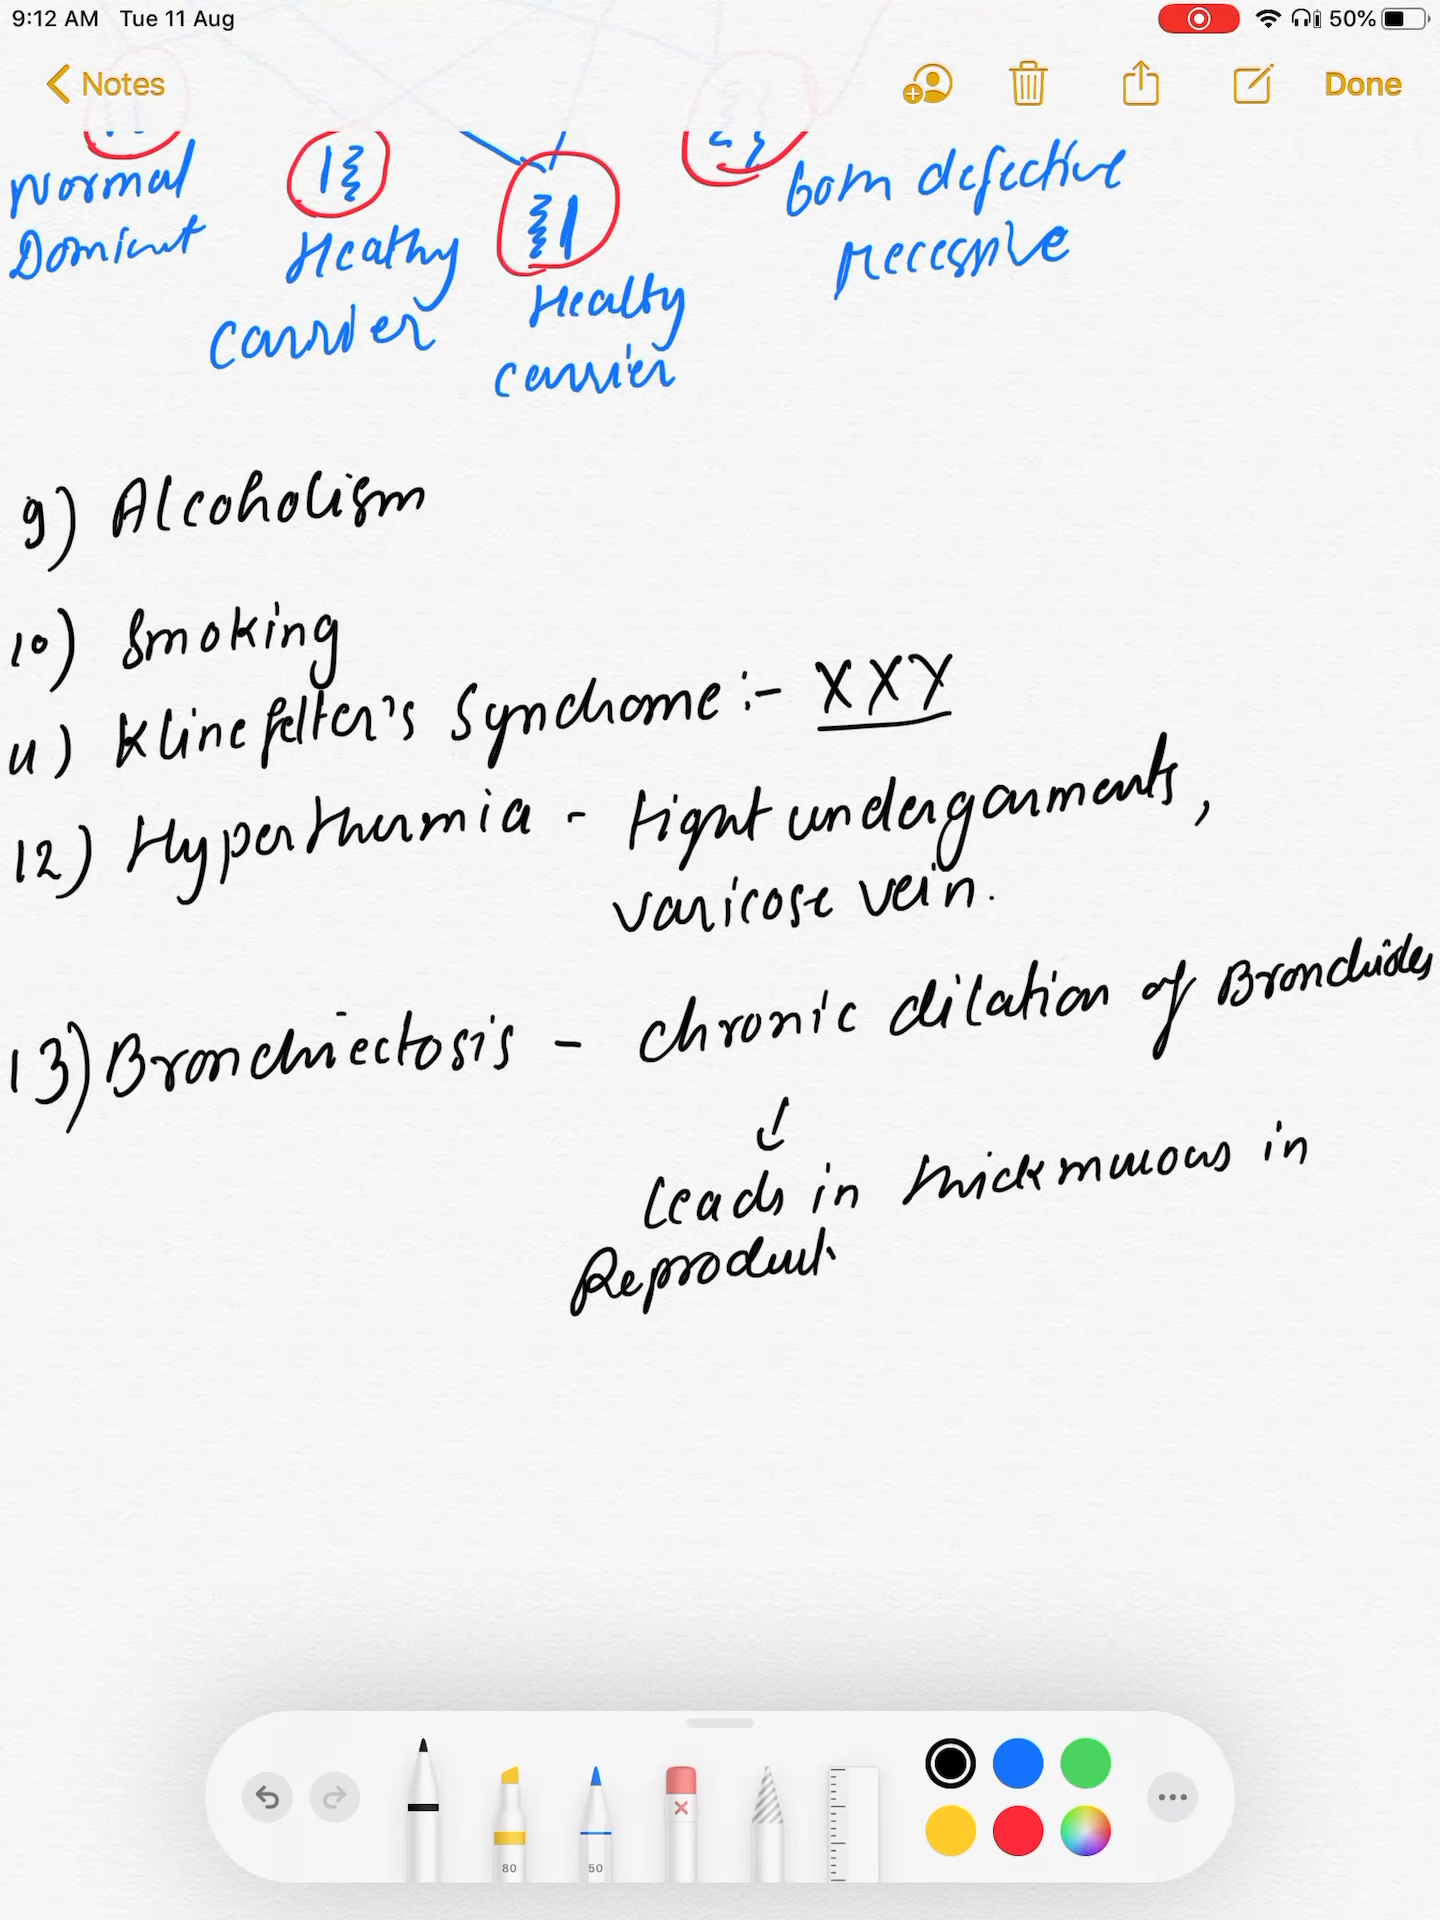 9:12 AM Tue 11 Aug
50%
Notes
Done
Normal
Dominut
Heathy
Carrier
Healty
carrier
both defective
Recessive
9) Alcoholism
10) Smoking
11) Klinefelter's Syndrome :- XXY
12) Hyperthermia - tight undergarments,
varicose vein.
13) Bronchiectosis - chronic dilation of Bronchioles
↓
Leads in thick mucous in
Reproduct
80
50